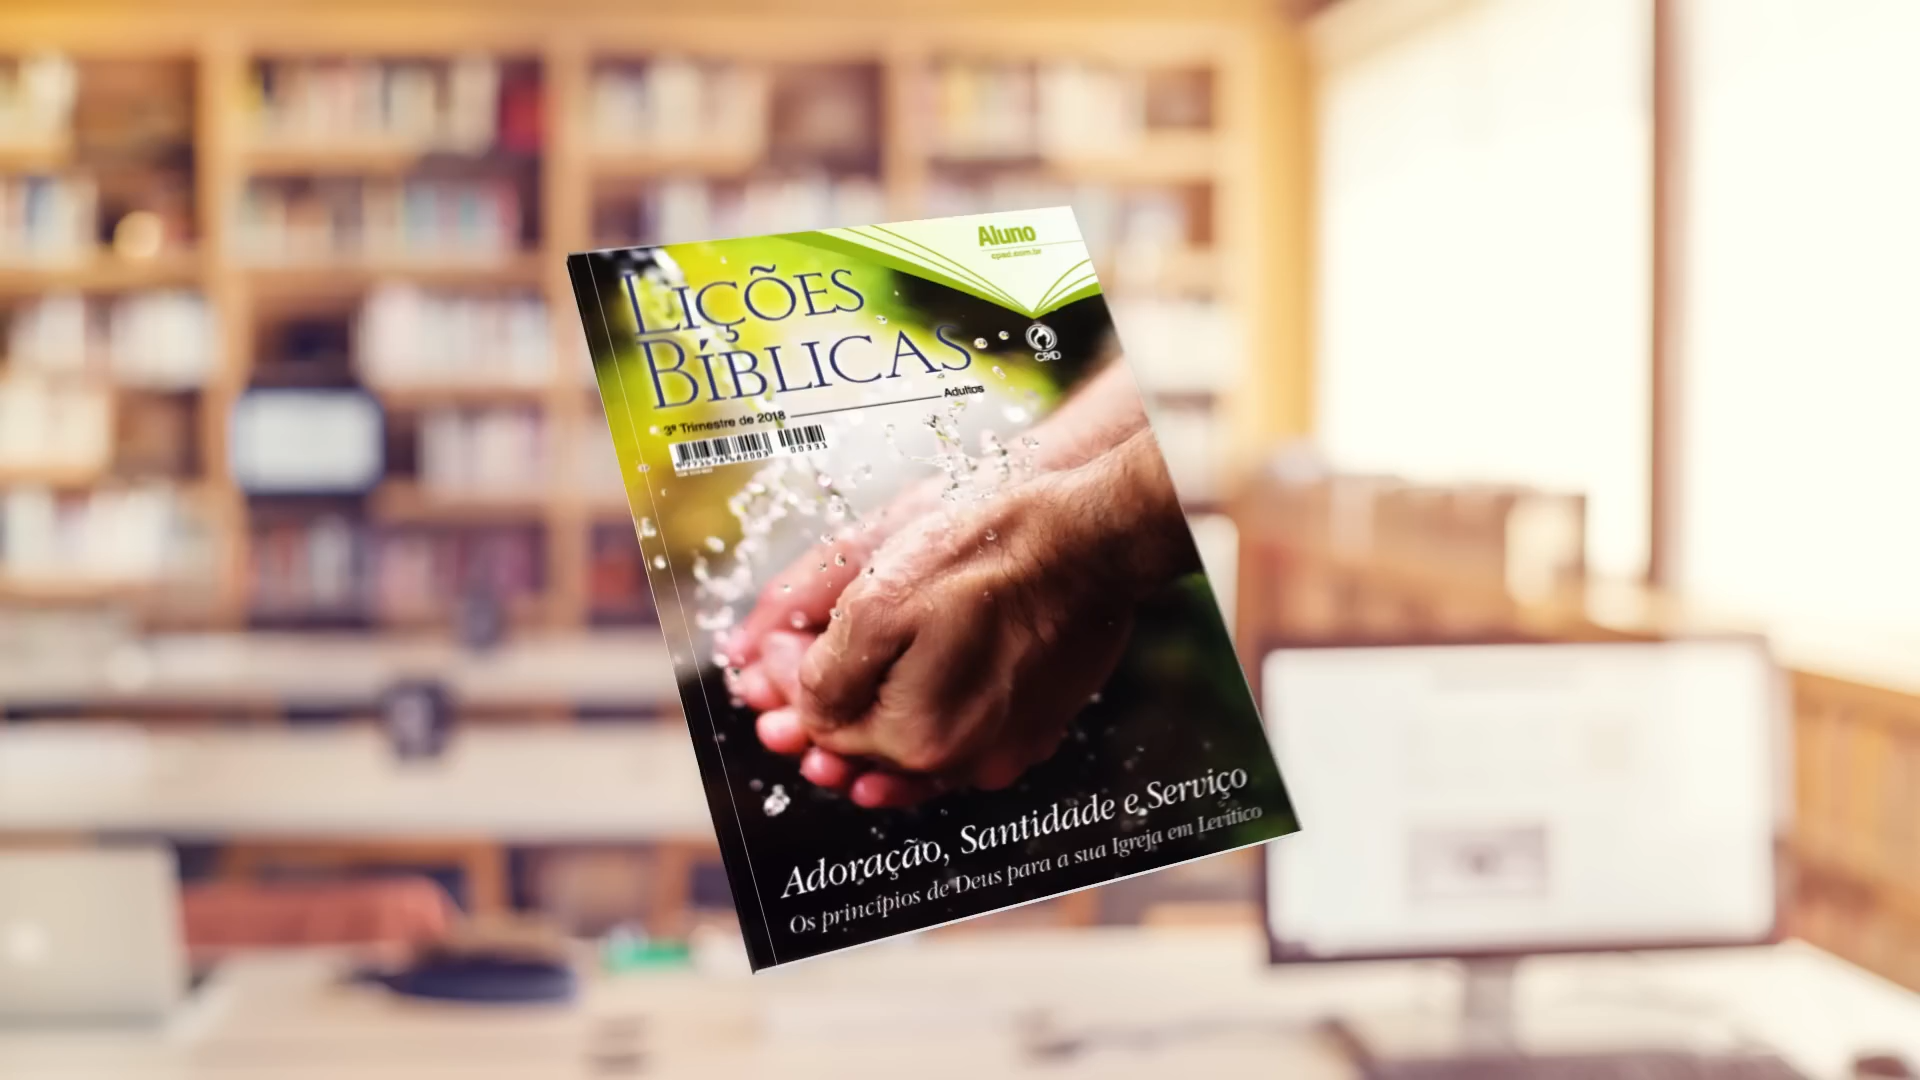 Aluno
cpad.com.br
LIÇÕES
BÍBLICAS
CPAD
Adultos
3º Trimestre de 2018
00331
Adoração, Santidade e Serviço
Os princípios de Deus para a sua Igreja em Levítico